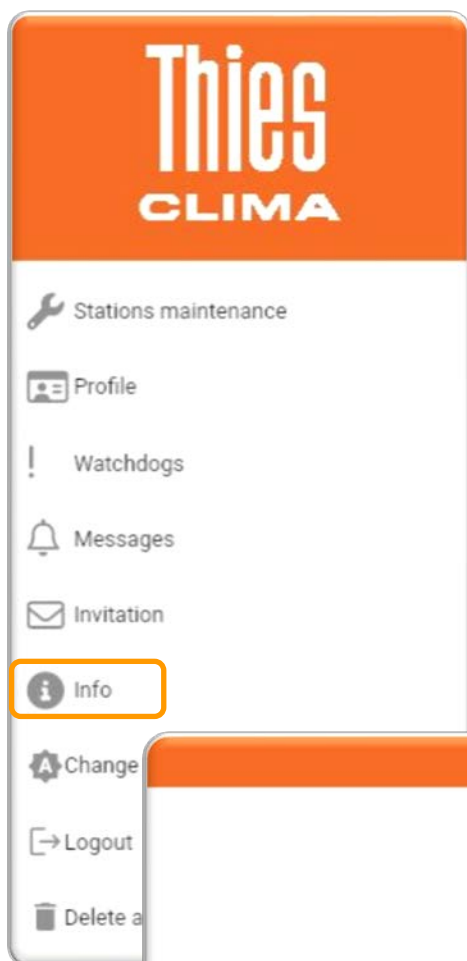 Thies
CLIMA
Stations maintenance
Profile
Watchdogs
Messages
Invitation
Info
Change
Logout
Delete a